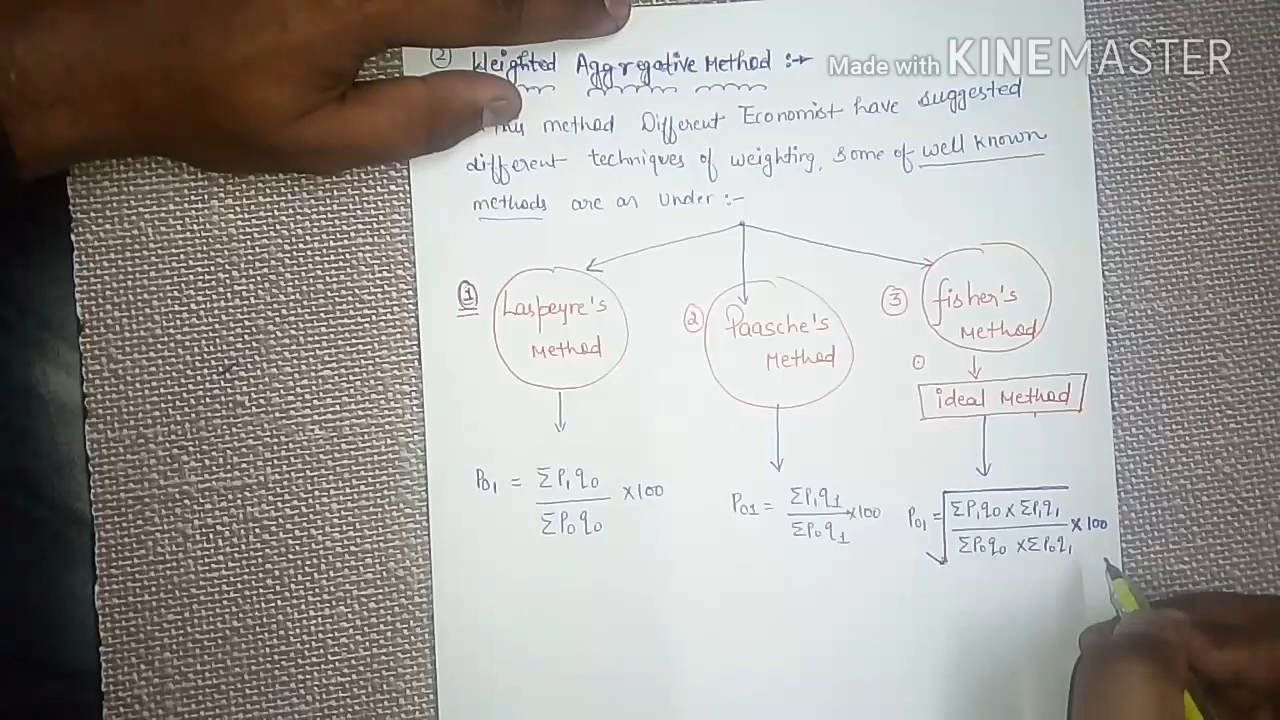 ② Weighted Aggregative Method :-
Made with KINEMASTER
This method Different Economist have suggested
different techniques of weighting, some of well known
methods are as under :-
① Laspeyre's
Method
② Paasche's
Method
③ fisher's
Method
ideal Method
P₀₁ = ΣP₁q₀ / ΣP₀q₀ ×100
P₀₁ = ΣP₁q₁ / ΣP₀q₁ ×100
P₀₁ = √(ΣP₁q₀ × ΣP₁q₁ / ΣP₀q₀ × ΣP₀q₁) × 100